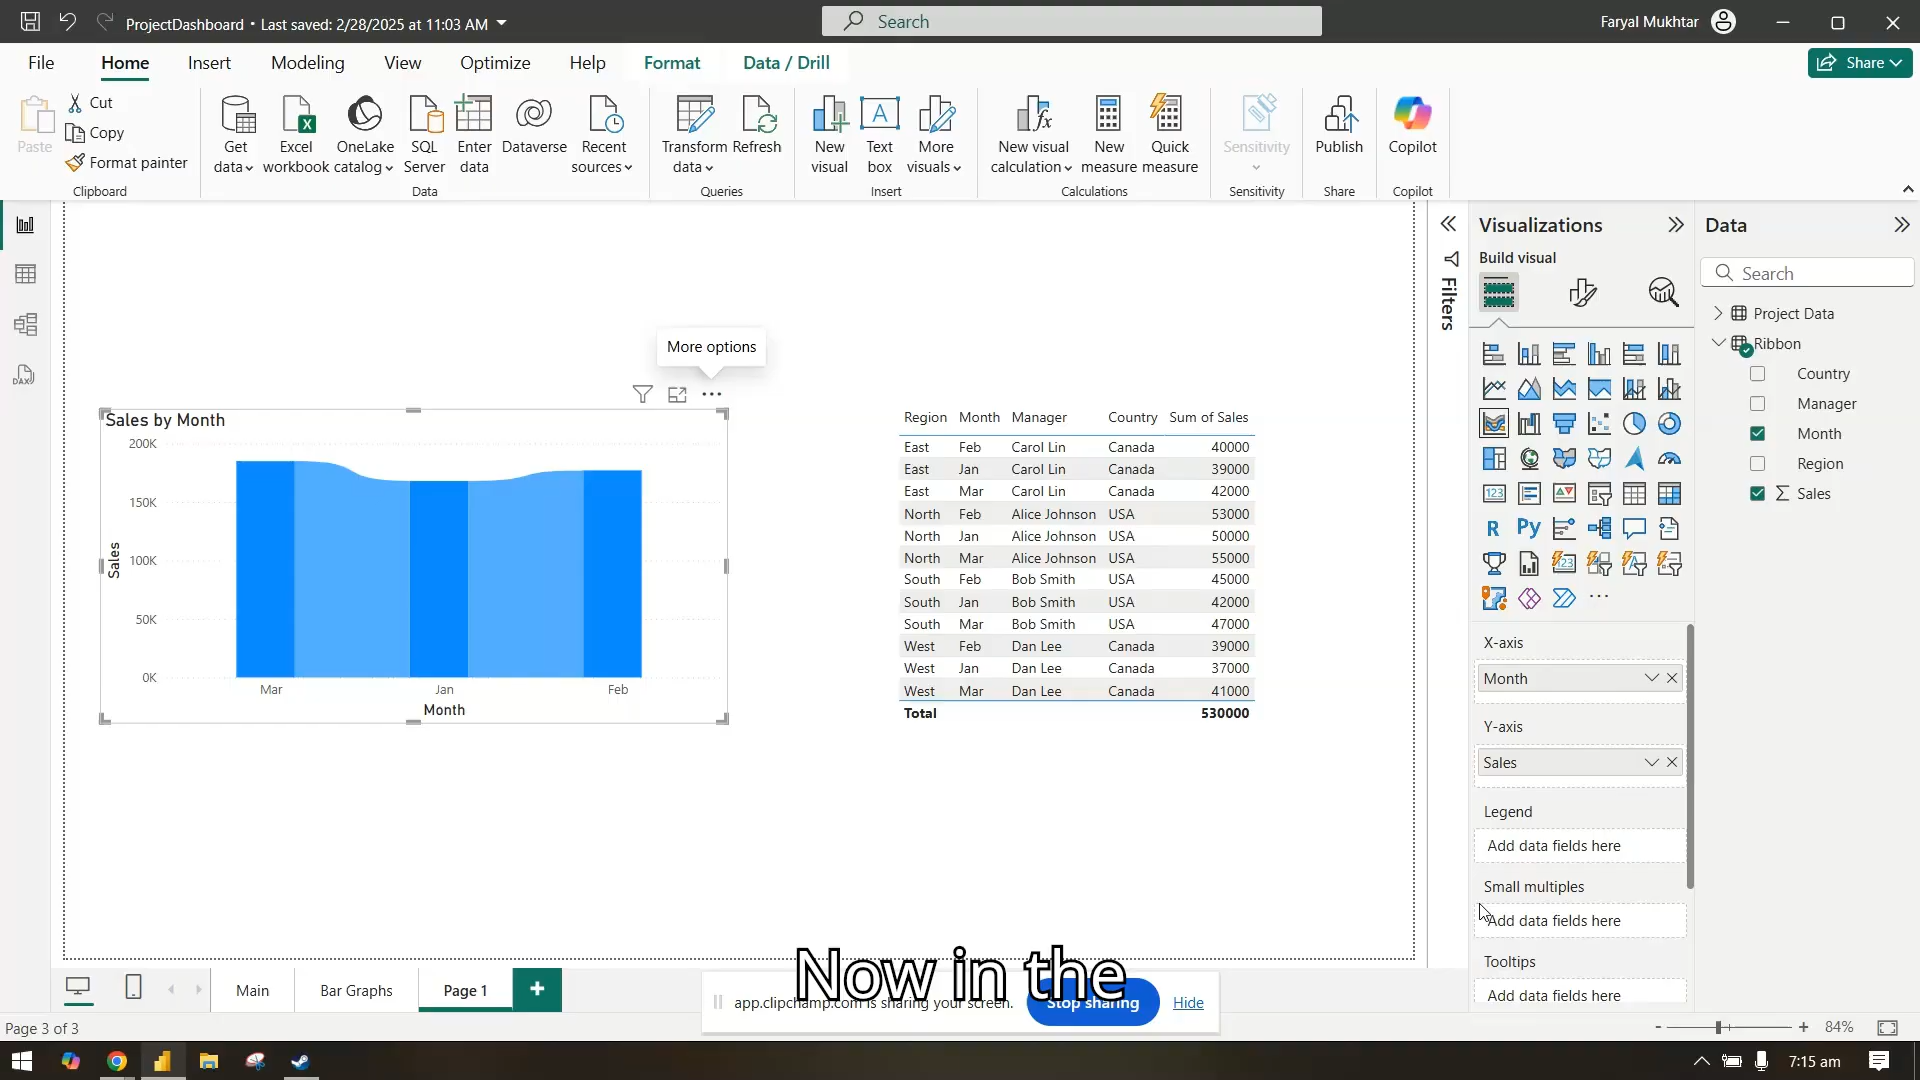 ProjectDashboard • Last saved: 2/28/2025 at 11:03 AM
Search
Faryal Mukhtar
File
Home
Insert
Modeling
View
Optimize
Help
Format
Data / Drill
Share
Paste
Cut
Copy
Format painter
Clipboard
Get data
Excel workbook
OneLake catalog
SQL Server
Enter data
Dataverse
Recent sources
Data
Transform data
Refresh
Queries
New visual
Text box
More visuals
Insert
New visual calculation
New measure
Quick measure
Calculations
Sensitivity
Sensitivity
Publish
Share
Copilot
Copilot
More options
Sales by Month
200K
150K
100K
50K
0K
Sales
Mar Jan Feb
Month
Region Month Manager Country Sum of Sales
East Feb Carol Lin Canada 40000
East Jan Carol Lin Canada 39000
East Mar Carol Lin Canada 42000
North Feb Alice Johnson USA 53000
North Jan Alice Johnson USA 50000
North Mar Alice Johnson USA 55000
South Feb Bob Smith USA 45000
South Jan Bob Smith USA 42000
South Mar Bob Smith USA 47000
West Feb Dan Lee Canada 39000
West Jan Dan Lee Canada 37000
West Mar Dan Lee Canada 41000
Total 530000
Filters
Visualizations
Build visual
R
Py
123
X-axis
Month
Y-axis
Sales
Legend
Add data fields here
Small multiples
Add data fields here
Tooltips
Add data fields here
Data
Search
Project Data
Ribbon
Country
Manager
Month
Region
Sales
DAX
Main
Bar Graphs
Page 1
Now in the
app.clipchamp.com is sharing your screen.
Stop sharing
Hide
Page 3 of 3
84%
7:15 am